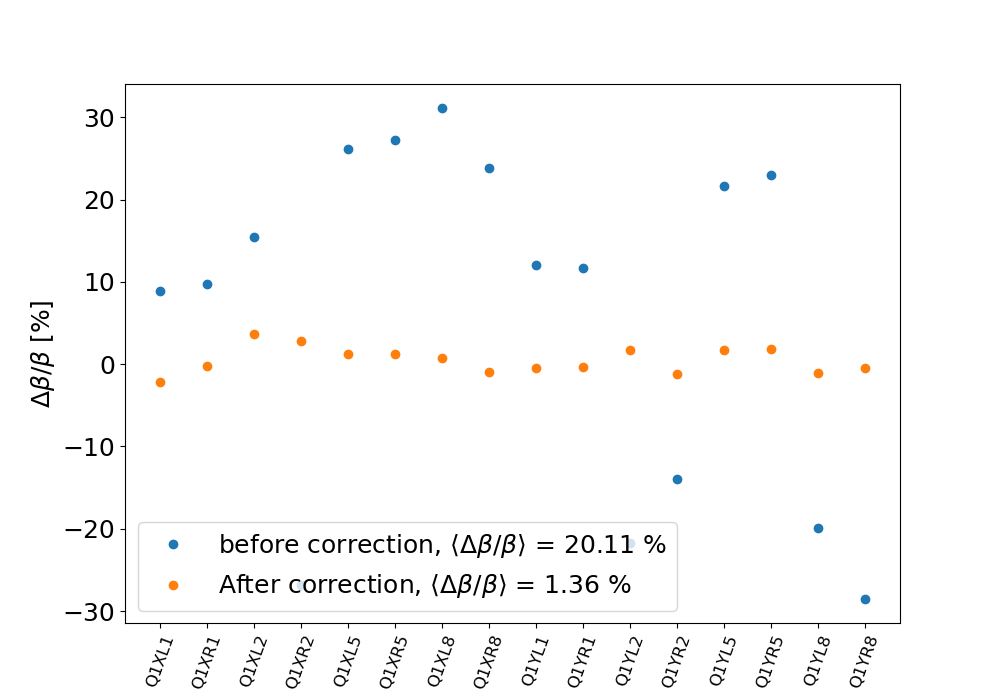 30
20
10
0
−10
−20
−30
Δβ/β [%]
before correction, ⟨Δβ/β⟩ = 20.11 %
After correction, ⟨Δβ/β⟩ = 1.36 %
Q1XL1
Q1XR1
Q1XL2
Q1XR2
Q1XL5
Q1XR5
Q1XL8
Q1XR8
Q1YL1
Q1YR1
Q1YL2
Q1YR2
Q1YL5
Q1YR5
Q1YL8
Q1YR8